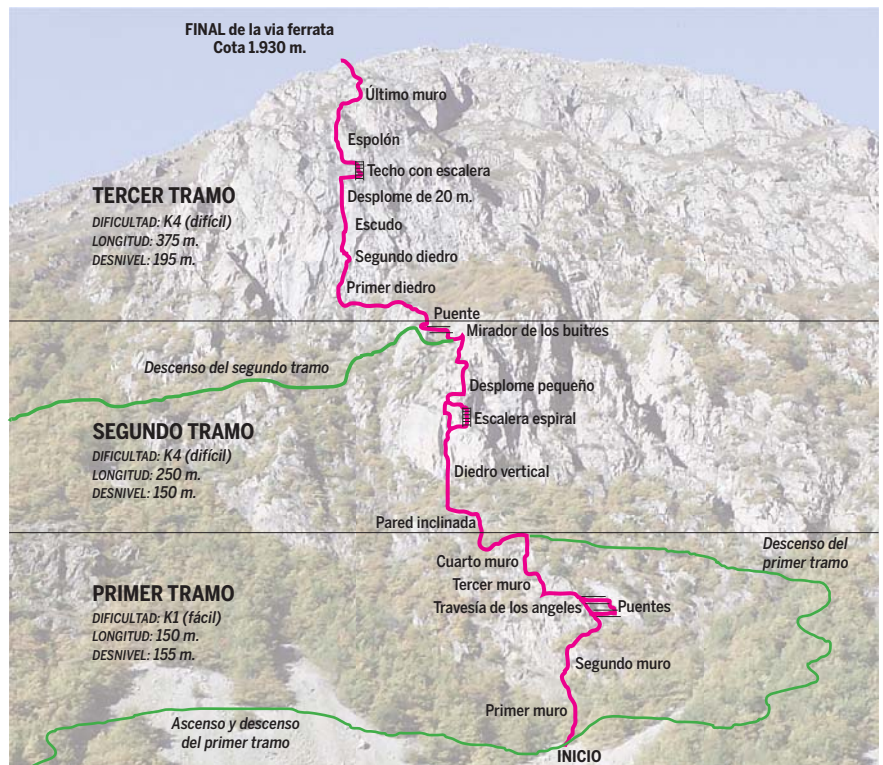 FINAL de la via ferrata
Cota 1.930 m.
Último muro
Espolón
Techo con escalera
TERCER TRAMO
DIFICULTAD: K4 (difícil)
LONGITUD: 375 m.
DESNIVEL: 195 m.
Desplome de 20 m.
Escudo
Segundo diedro
Primer diedro
Puente
Mirador de los buitres
Descenso del segundo tramo
Desplome pequeño
Escalera espiral
SEGUNDO TRAMO
DIFICULTAD: K4 (difícil)
LONGITUD: 250 m.
DESNIVEL: 150 m.
Diedro vertical
Pared inclinada
Descenso del
primer tramo
Cuarto muro
Tercer muro
Travesía de los angeles
Puentes
PRIMER TRAMO
DIFICULTAD: K1 (fácil)
LONGITUD: 150 m.
DESNIVEL: 155 m.
Segundo muro
Primer muro
Ascenso y descenso
del primer tramo
INICIO